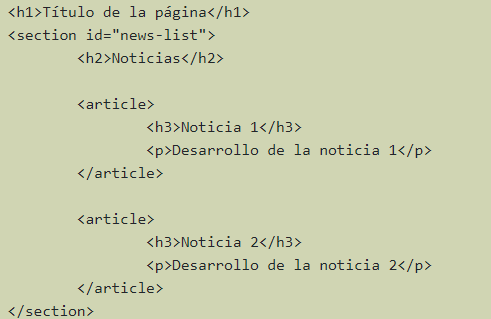 <h1>Título de la página</h1>
<section id="news-list">
<h2>Noticias</h2>
<article>
<h3>Noticia 1</h3>
<p>Desarrollo de la noticia 1</p>
</article>
<article>
<h3>Noticia 2</h3>
<p>Desarrollo de la noticia 2</p>
</article>
</section>